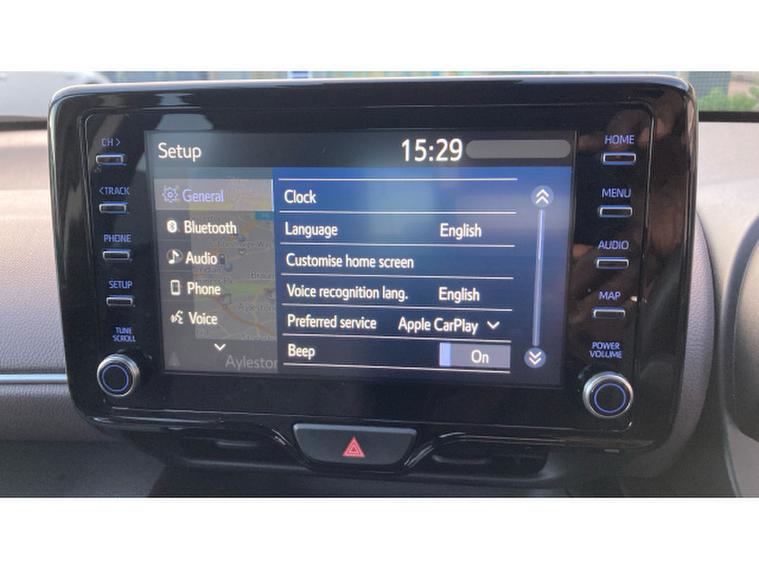 Setup 15:29
General
Bluetooth
Audio
Phone
Voice
Clock
Language English
Customise home screen
Voice recognition lang. English
Preferred service Apple CarPlay
Beep On
CH >
< TRACK
PHONE
SETUP
TUNE
SCROLL
HOME
MENU
AUDIO
MAP
POWER
VOLUME